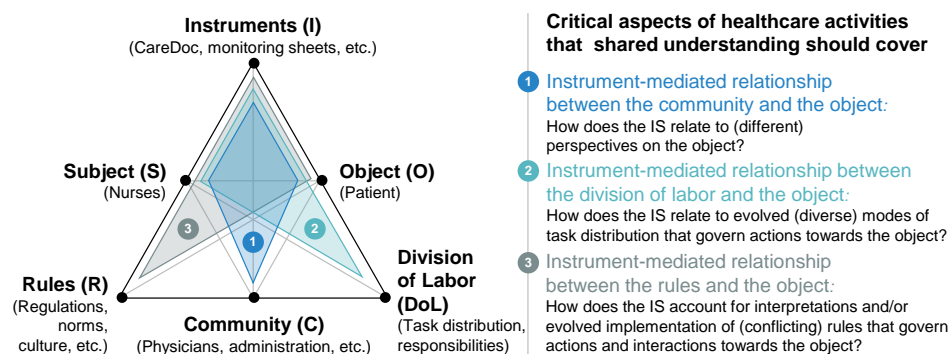 Instruments (I)
(CareDoc, monitoring sheets, etc.)
Subject (S)
(Nurses)
Object (O)
(Patient)
3
1
2
Rules (R)
(Regulations,
norms,
culture, etc.)
Community (C)
(Physicians, administration, etc.)
Division
of Labor
(DoL)
(Task distribution,
responsibilities)
Critical aspects of healthcare activities
that shared understanding should cover
1 Instrument-mediated relationship
between the community and the object:
How does the IS relate to (different)
perspectives on the object?
2 Instrument-mediated relationship between
the division of labor and the object:
How does the IS relate to evolved (diverse) modes of
task distribution that govern actions towards the object?
3 Instrument-mediated relationship
between the rules and the object:
How does the IS account for interpretations and/or
evolved implementation of (conflicting) rules that govern
actions and interactions towards the object?